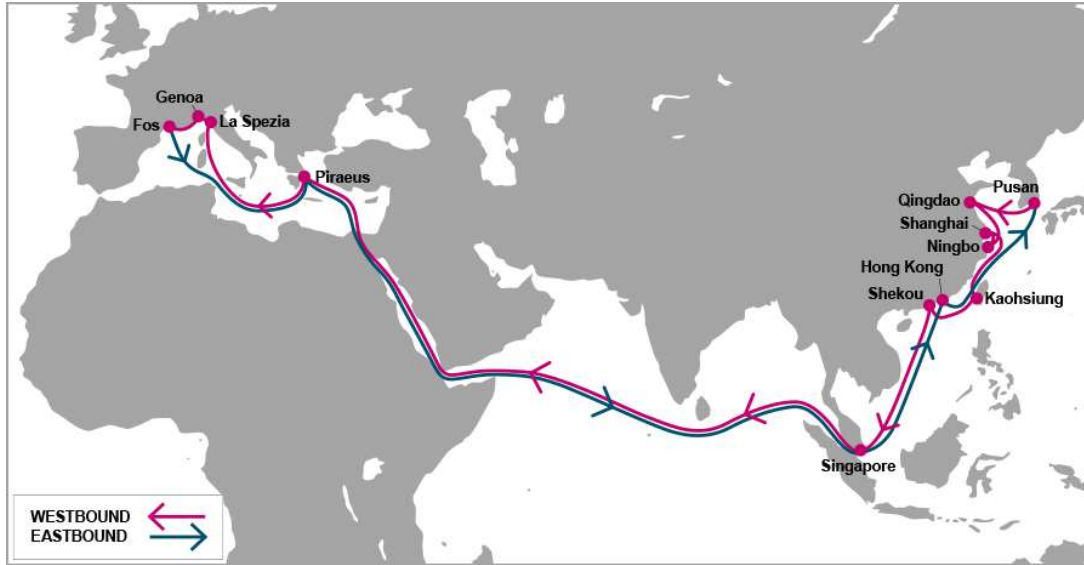 Genoa
Fos
La Spezia
Piraeus
Qingdao
Pusan
Shanghai
Ningbo
Hong Kong
Shekou
Kaohsiung
Singapore
WESTBOUND
EASTBOUND